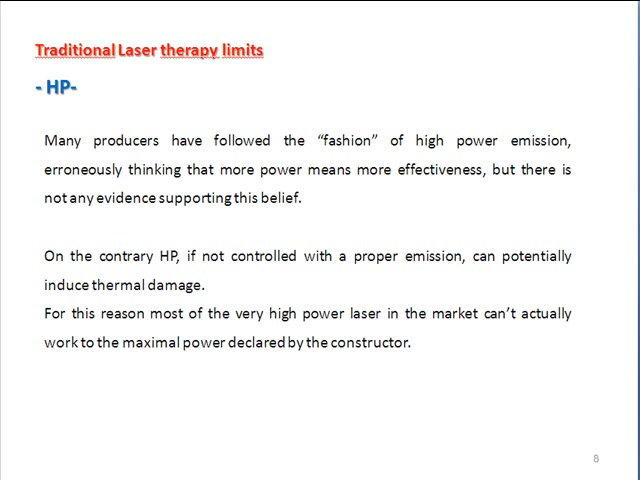 Traditional Laser therapy limits
- HP-
Many producers have followed the “fashion” of high power emission,
erroneously thinking that more power means more effectiveness, but there is
not any evidence supporting this belief.
On the contrary HP, if not controlled with a proper emission, can potentially
induce thermal damage.
For this reason most of the very high power laser in the market can’t actually
work to the maximal power declared by the constructor.
8